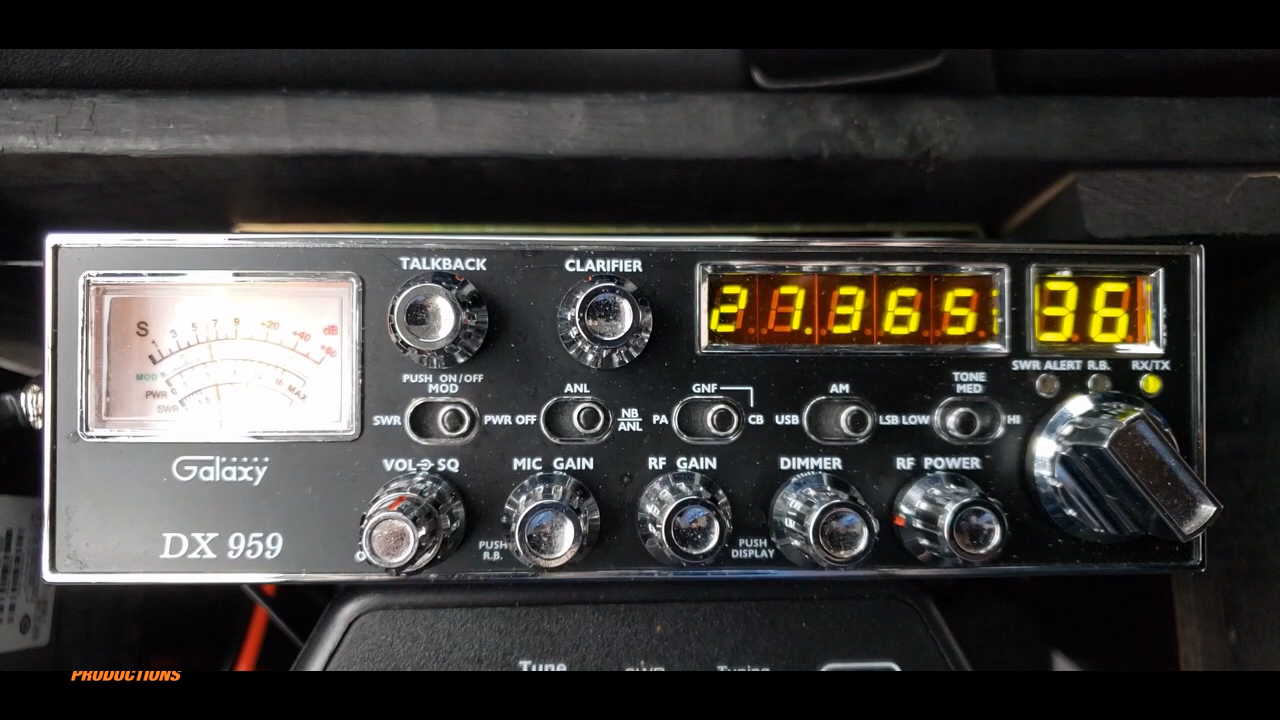 TALKBACK CLARIFIER
27.365 36
S 1 3 5 7 9 +20 +40 +60 dB
MOD
PWR MAX
SWR
PUSH ON/OFF
SWR ALERT R.B. RX/TX
MOD ANL GNF AM TONE
MED
SWR PWR OFF NB PA CB USB LSB LOW HI
ANL
Galaxy VOL SQ MIC GAIN RF GAIN DIMMER RF POWER
DX 959
PUSH PUSH
R.B. DISPLAY
Tune SWR Tuning
PRODUCTIONS